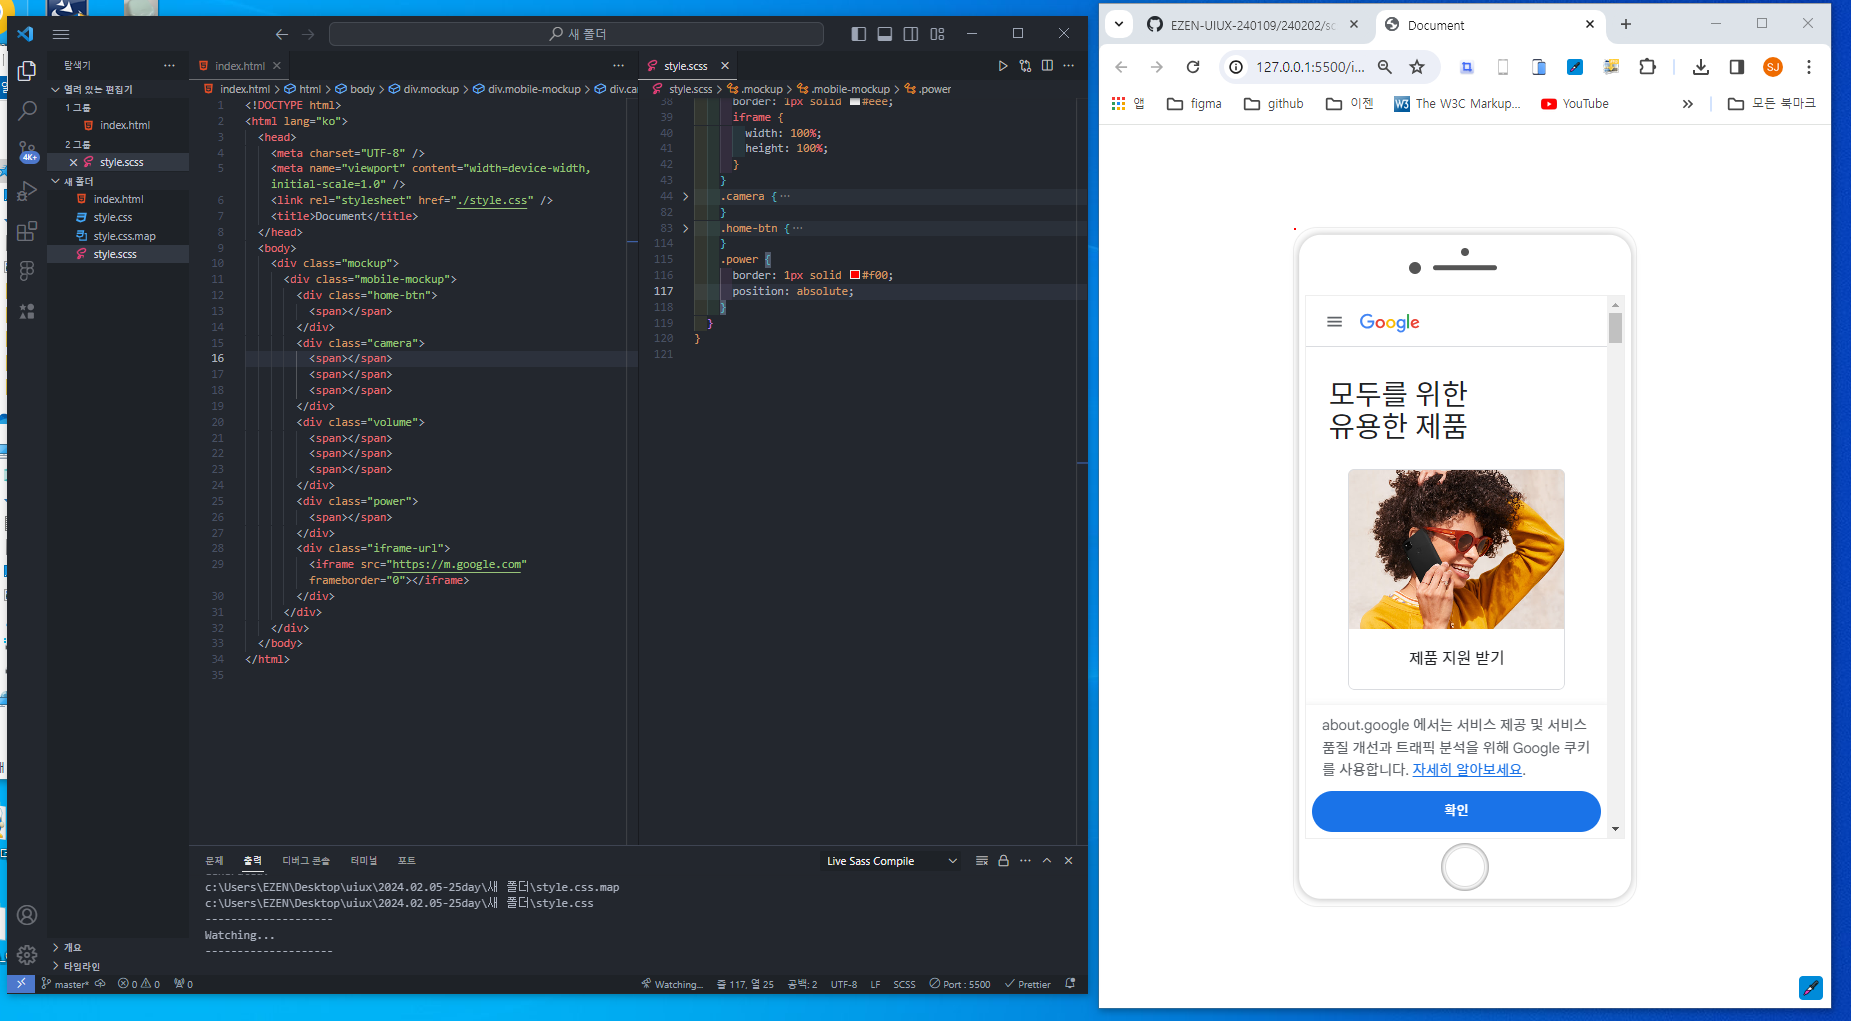 새 폴더
탐색기
열려 있는 편집기
1 그룹
index.html
2 그룹
style.scss
새 폴더
index.html
style.css
style.css.map
style.scss
4K+
개요
타임라인
index.html
index.html > html > body > div.mockup > div.mobile-mockup > div.ca
1 <!DOCTYPE html>
2 <html lang="ko">
3 <head>
4 <meta charset="UTF-8" />
5 <meta name="viewport" content="width=device-width,
initial-scale=1.0" />
6 <link rel="stylesheet" href="./style.css" />
7 <title>Document</title>
8 </head>
9 <body>
10 <div class="mockup">
11 <div class="mobile-mockup">
12 <div class="home-btn">
13 <span></span>
14 </div>
15 <div class="camera">
16 <span></span>
17 <span></span>
18 <span></span>
19 </div>
20 <div class="volume">
21 <span></span>
22 <span></span>
23 <span></span>
24 </div>
25 <div class="power">
26 <span></span>
27 </div>
28 <div class="iframe-url">
29 <iframe src="https://m.google.com"
frameborder="0"></iframe>
30 </div>
31 </div>
32 </div>
33 </body>
34 </html>
35
style.scss
style.scss > .mockup > .mobile-mockup > .power
38 border: 1px solid #eee;
39 iframe {
40 width: 100%;
41 height: 100%;
42 }
43 }
44 .camera {…
82 }
83 .home-btn {…
114 }
115 .power {
116 border: 1px solid #f00;
117 position: absolute;
118 }
119 }
120 }
121
문제 출력 디버그 콘솔 터미널 포트
Live Sass Compile
c:\Users\EZEN\Desktop\uiux\2024.02.05-25day\새 폴더\style.css.map
c:\Users\EZEN\Desktop\uiux\2024.02.05-25day\새 폴더\style.css
--------------------
Watching...
--------------------
master* 0 0 0 Watching... 줄 117, 열 25 공백: 2 UTF-8 LF SCSS Port : 5500 Prettier
EZEN-UIUX-240109/240202/sc
Document
127.0.0.1:5500/i...
SJ
앱 figma github 이젠 The W3C Markup... YouTube » 모든 북마크
Google
모두를 위한
유용한 제품
제품 지원 받기
about.google 에서는 서비스 제공 및 서비스
품질 개선과 트래픽 분석을 위해 Google 쿠키
를 사용합니다. 자세히 알아보세요.
확인